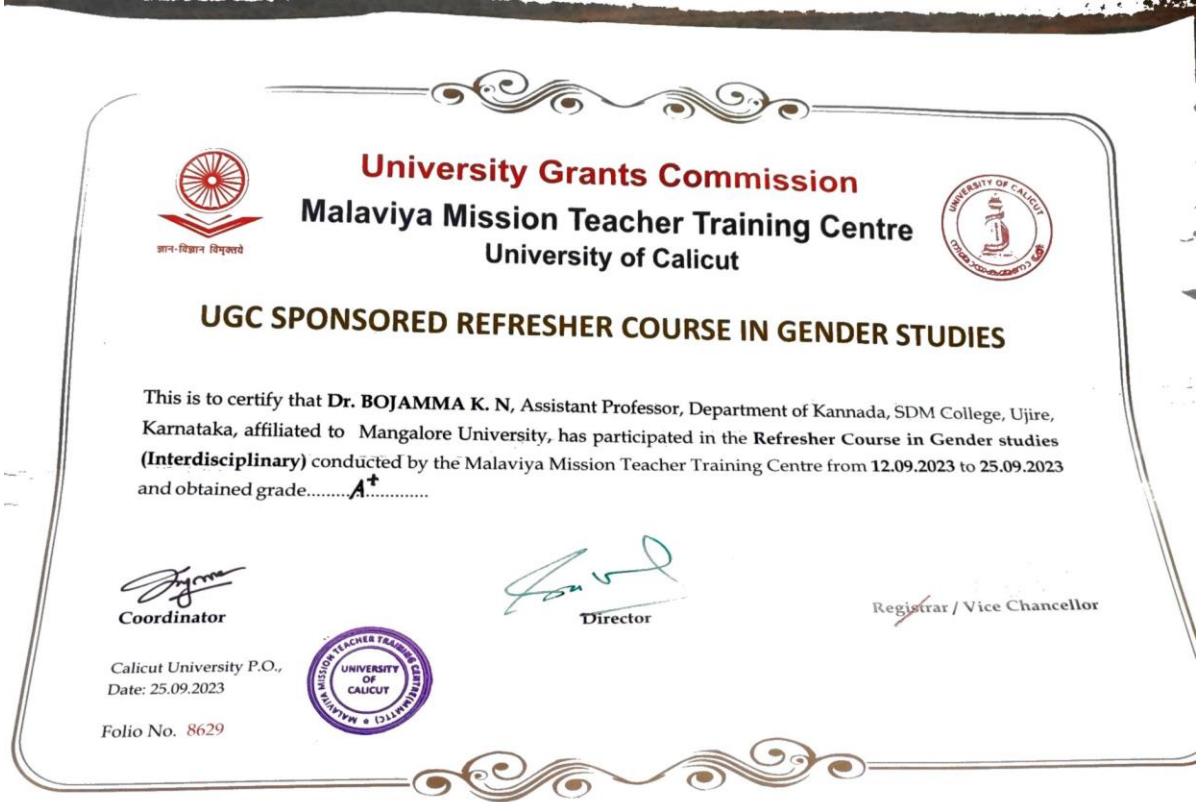 University Grants Commission
Malaviya Mission Teacher Training Centre
University of Calicut
ज्ञान-विज्ञान विमुक्तये
UNIVERSITY OF CALICUT
UGC SPONSORED REFRESHER COURSE IN GENDER STUDIES
This is to certify that Dr. BOJAMMA K. N, Assistant Professor, Department of Kannada, SDM College, Ujire,
Karnataka, affiliated to Mangalore University, has participated in the Refresher Course in Gender studies
(Interdisciplinary) conducted by the Malaviya Mission Teacher Training Centre from 12.09.2023 to 25.09.2023
and obtained grade.........A+.............
Coordinator
Director
Registrar / Vice Chancellor
Calicut University P.O.,
Date: 25.09.2023
Folio No. 8629
MALAVIYA MISSION TEACHER TRAINING CENTRE(MMTTC)
UNIVERSITY
OF
CALICUT